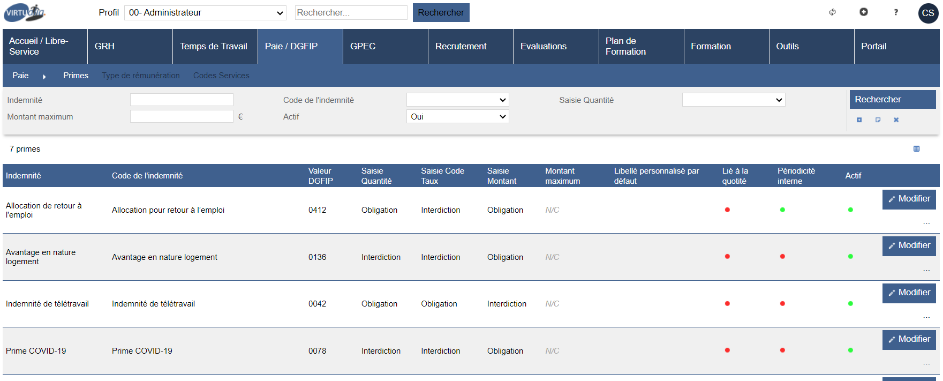 VIRTUO
Profil 00- Administrateur Rechercher... Rechercher ? CS
Accueil / Libre-Service GRH Temps de Travail Paie / DGFIP GPEC Recrutement Evaluations Plan de Formation Formation Outils Portail
Paie Primes Type de rémunération Codes Services
Indemnité Code de l'indemnité Saisie Quantité Rechercher
Montant maximum € Actif Oui
7 primes
Indemnité Code de l'indemnité Valeur DGFIP Saisie Quantité Saisie Code Taux Saisie Montant Montant maximum Libellé personnalisé par défaut Lié à la quotité Périodicité interne Actif
Allocation de retour à l'emploi Allocation pour retour à l'emploi 0412 Obligation Interdiction Obligation N/C Modifier
...
Avantage en nature logement Avantage en nature logement 0136 Interdiction Interdiction Obligation N/C Modifier
...
Indemnité de télétravail Indemnité de télétravail 0042 Obligation Obligation Interdiction N/C Modifier
...
Prime COVID-19 Prime COVID-19 0078 Interdiction Interdiction Obligation N/C Modifier
...